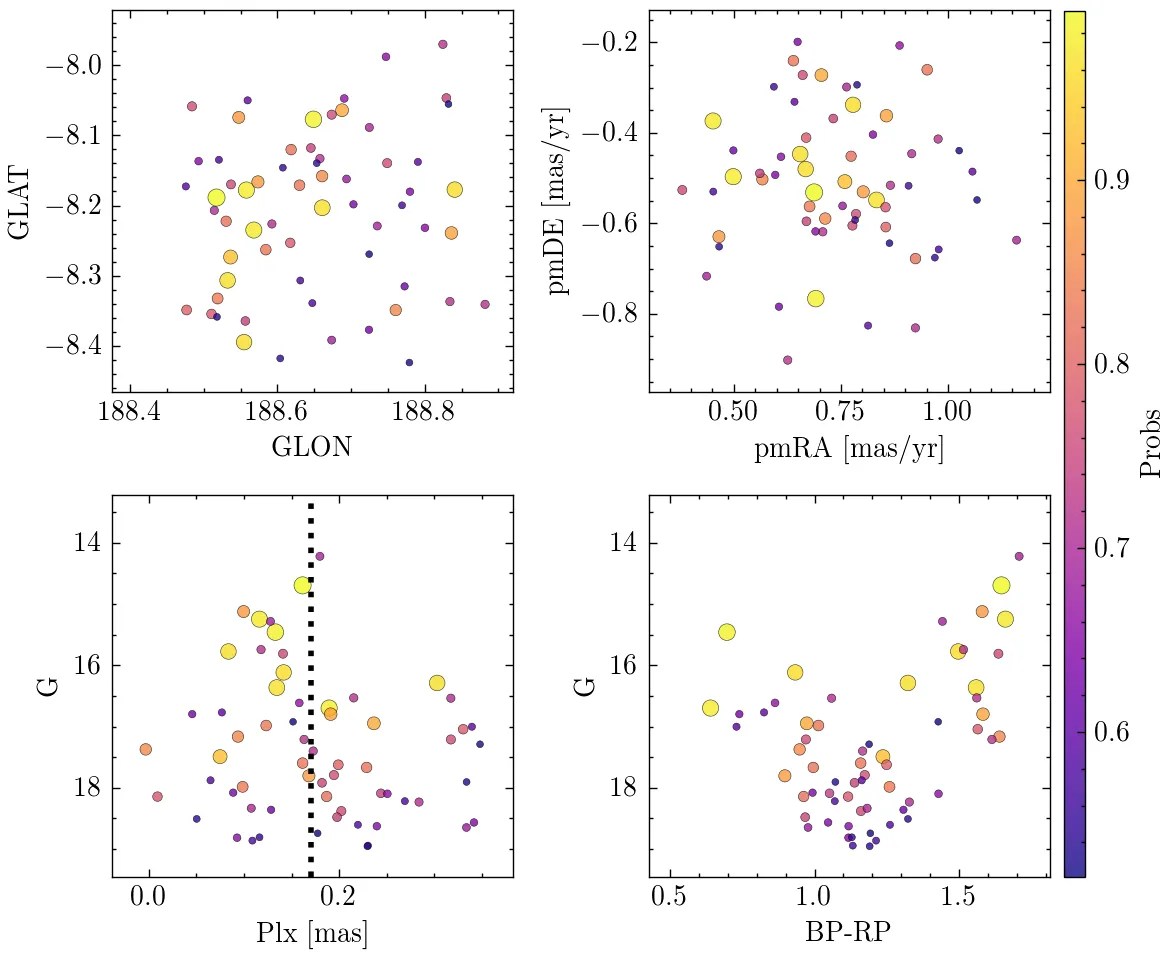 −8.0
−8.1
−8.2
−8.3
−8.4
GLAT
188.4 188.6 188.8
GLON
−0.2
−0.4
−0.6
−0.8
pmDE [mas/yr]
0.50 0.75 1.00
pmRA [mas/yr]
14
16
18
G
0.0 0.2
Plx [mas]
14
16
18
G
0.5 1.0 1.5
BP-RP
0.9
0.8
0.7
0.6
Probs